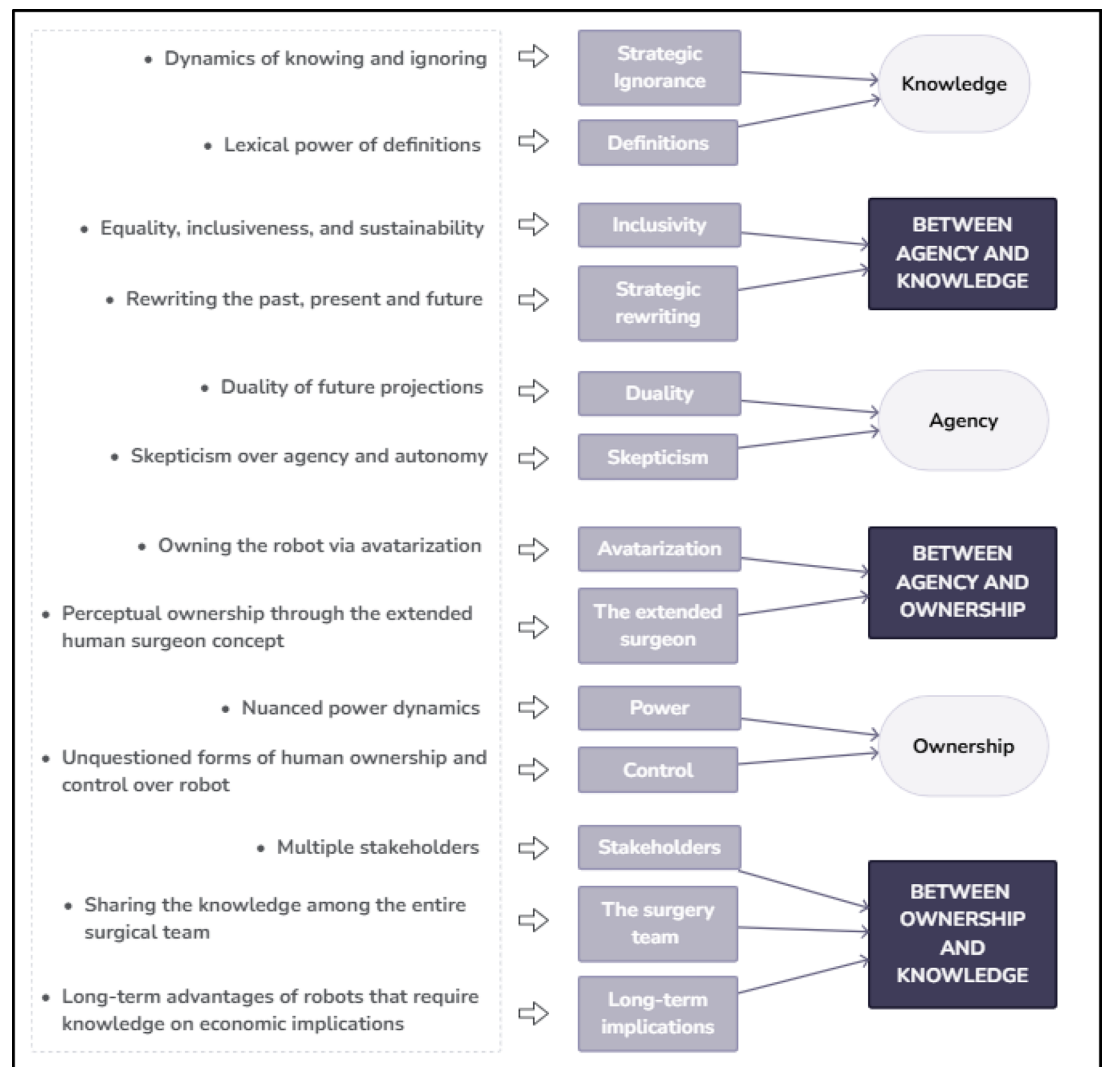 • Dynamics of knowing and ignoring
Strategic
Ignorance
Knowledge
• Lexical power of definitions
Definitions
• Equality, inclusiveness, and sustainability
Inclusivity
BETWEEN
AGENCY AND
KNOWLEDGE
• Rewriting the past, present and future
Strategic
rewriting
• Duality of future projections
Duality
Agency
• Skepticism over agency and autonomy
Skepticism
• Owning the robot via avatarization
Avatarization
BETWEEN
AGENCY AND
OWNERSHIP
• Perceptual ownership through the extended
human surgeon concept
The extended
surgeon
• Nuanced power dynamics
Power
Ownership
• Unquestioned forms of human ownership and
control over robot
Control
• Multiple stakeholders
Stakeholders
BETWEEN
OWNERSHIP
AND
KNOWLEDGE
• Sharing the knowledge among the entire
surgical team
The surgery
team
• Long-term advantages of robots that require
knowledge on economic implications
Long-term
implications